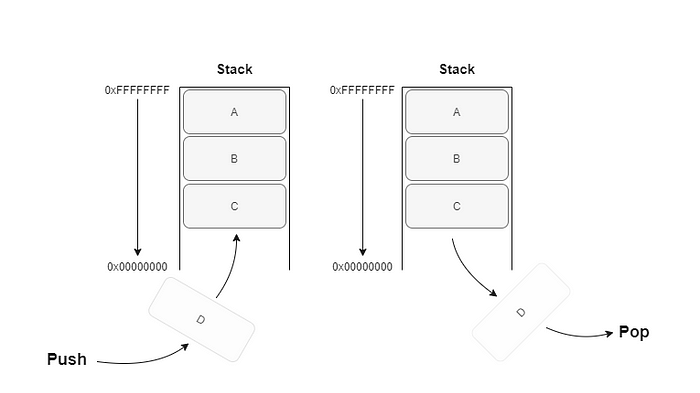 Stack
0xFFFFFFFF
A
B
C
0x00000000
D
Push
Stack
0xFFFFFFFF
A
B
C
0x00000000
D
Pop